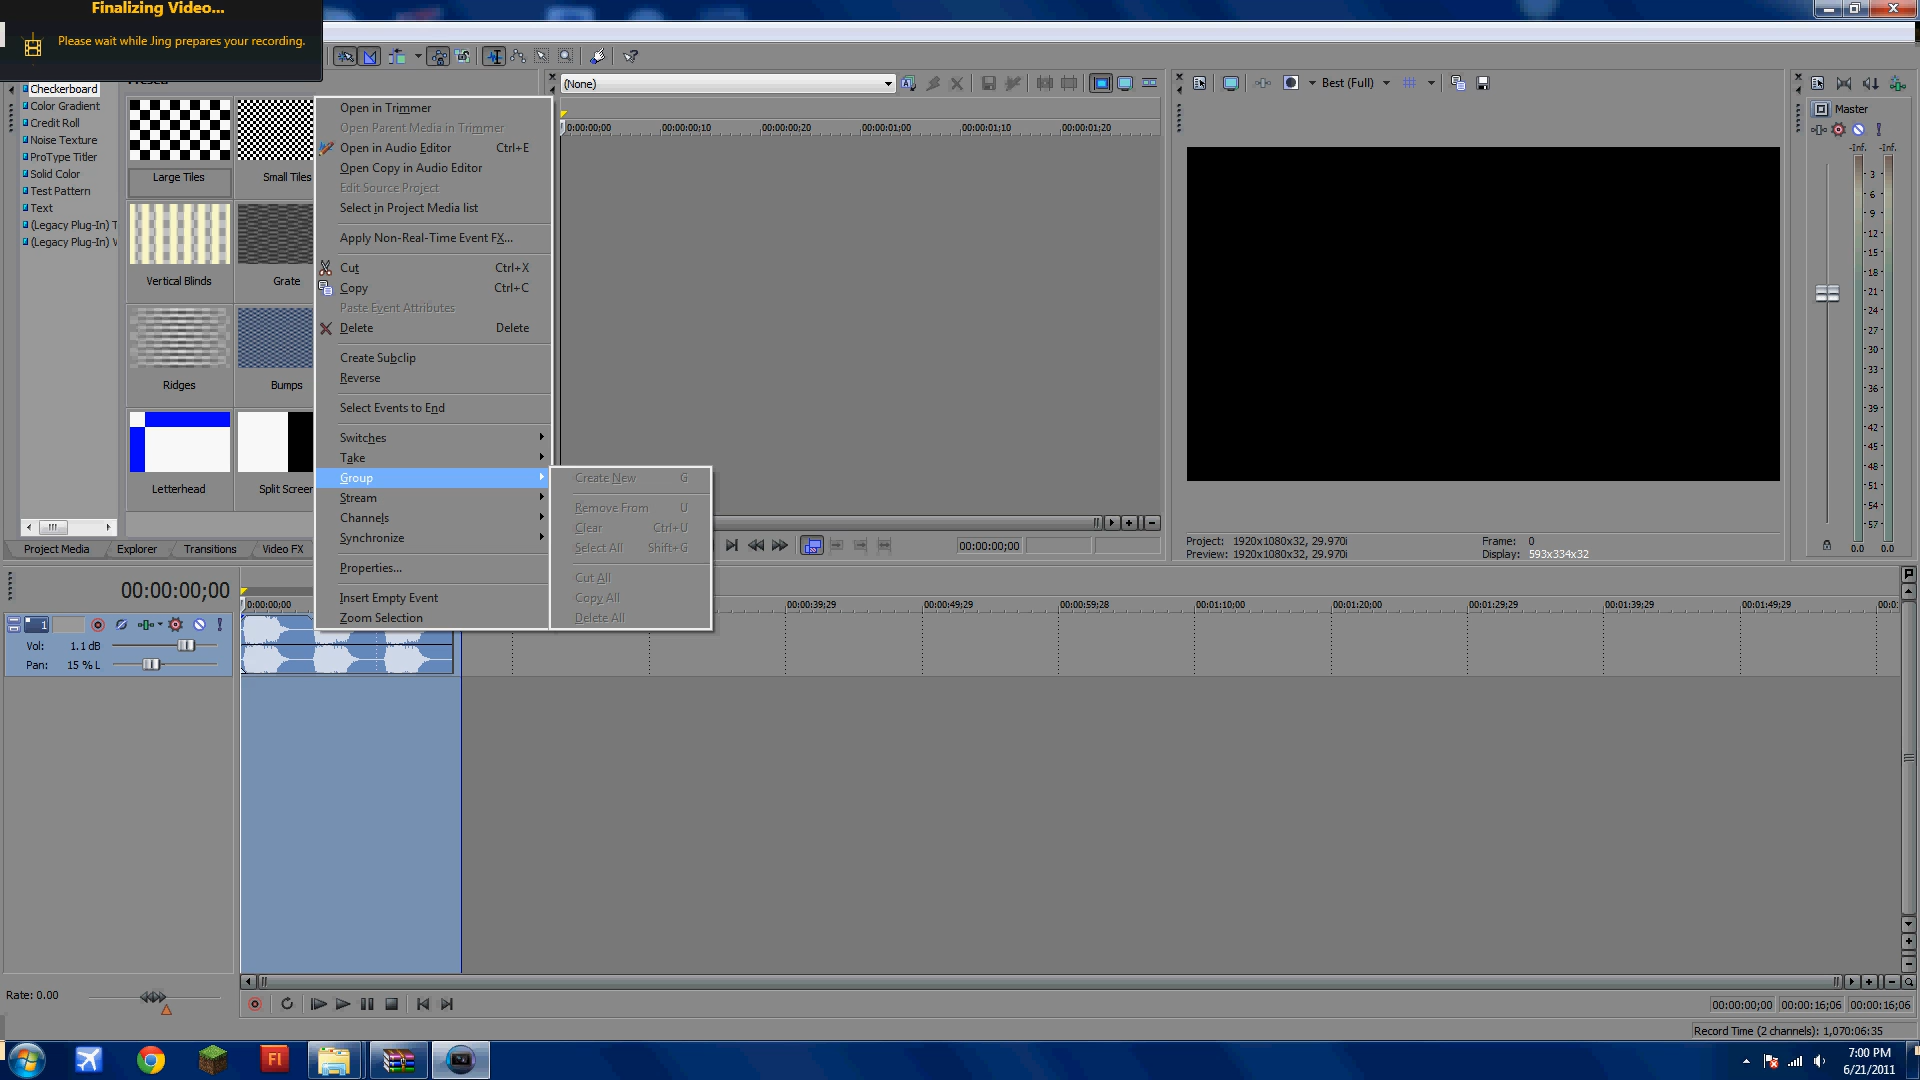 Finalizing Video...
Please wait while Jing prepares your recording.
Checkerboard
Color Gradient
Credit Roll
Noise Texture
ProType Titler
Solid Color
Test Pattern
Text
(Legacy Plug-In) T
(Legacy Plug-In) V
Large Tiles
Small Tiles
Vertical Blinds
Grate
Ridges
Bumps
Letterhead
Split Screen
Project Media
Explorer
Transitions
Video FX
Open in Trimmer
Open Parent Media in Trimmer
Open in Audio Editor Ctrl+E
Open Copy in Audio Editor
Edit Source Project
Select in Project Media list
Apply Non-Real-Time Event FX...
Cut Ctrl+X
Copy Ctrl+C
Paste Event Attributes
Delete Delete
Create Subclip
Reverse
Select Events to End
Switches
Take
Group
Stream
Channels
Synchronize
Properties...
Insert Empty Event
Zoom Selection
Create New G
Remove From U
Clear Ctrl+U
Select All Shift+G
Cut All
Copy All
Delete All
(None)
0:00:00;00 00:00:00;10 00:00:00;20 00:00:01;00 00:00:01;10 00:00:01;20
00:00:00;00
Best (Full)
Project: 1920x1080x32, 29.970i
Preview: 1920x1080x32, 29.970i
Frame: 0
Display: 593x334x32
Master
-Inf. -Inf.
3
6
9
12
15
18
21
24
27
30
33
36
39
42
45
48
51
54
57
0.0 0.0
00:00:00;00
0:00:00;00 00:00:39;29 00:00:49;29 00:00:59;28 00:01:10;00 00:01:20;00 00:01:29;29 00:01:39;29 00:01:49;29 00:0
1
Vol: 1.1 dB
Pan: 15 % L
Rate: 0.00
00:00:00;00 00:00:16;06 00:00:16;06
Record Time (2 channels): 1,070:06:35
Fl
7:00 PM
6/21/2011